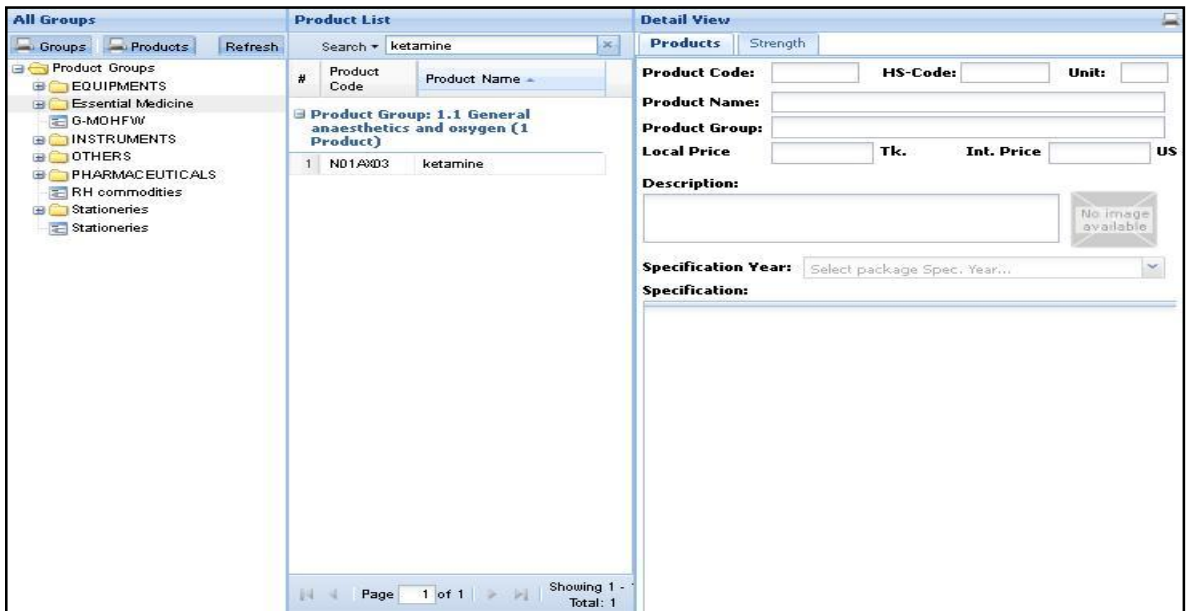 All Groups
Groups Products Refresh
Product Groups
EQUIPMENTS
Essential Medicine
G-MOHFW
INSTRUMENTS
OTHERS
PHARMACEUTICALS
RH commodities
Stationeries
Stationeries
Product List
Search ketamine
# Product Code Product Name
Product Group: 1.1 General
anaesthetics and oxygen (1
Product)
1 N01AX03 ketamine
Page 1 of 1 Showing 1 -
Total: 1
Detail View
Products Strength
Product Code: HS-Code: Unit:
Product Name:
Product Group:
Local Price Tk. Int. Price US
Description:
No image
available
Specification Year: Select package Spec. Year...
Specification: